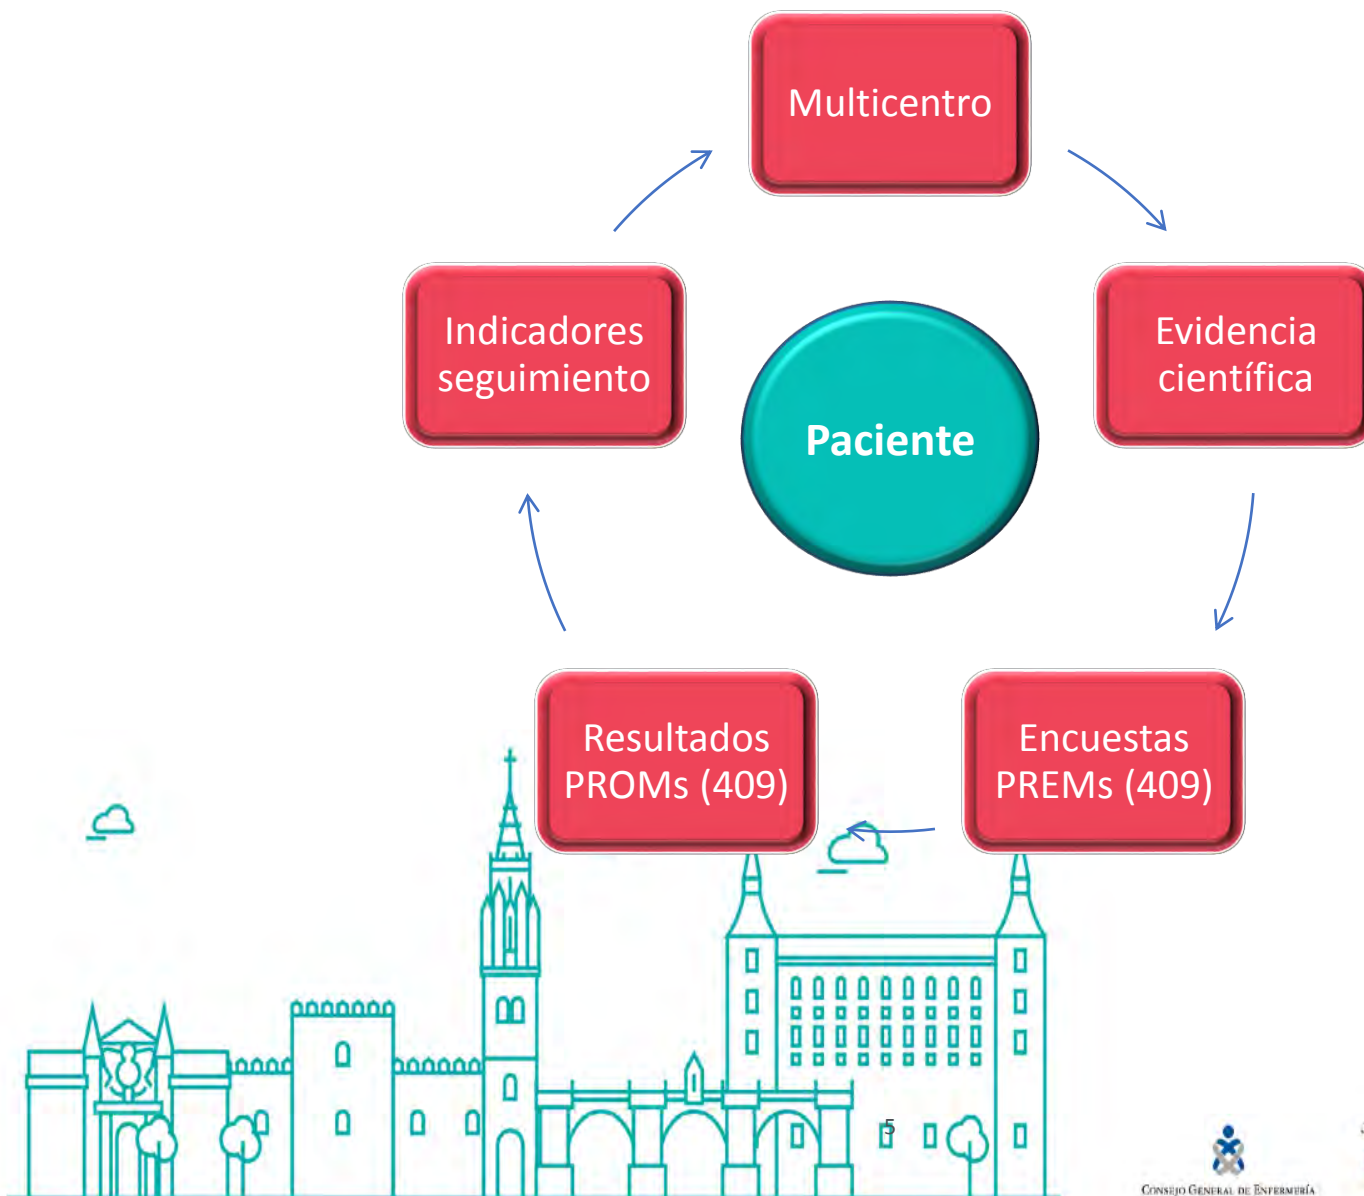 Multicentro
Indicadores
seguimiento
Evidencia
científica
Paciente
Resultados
PROMs (409)
Encuestas
PREMs (409)
5
CONSEJO GENERAL DE ENFERMERÍA